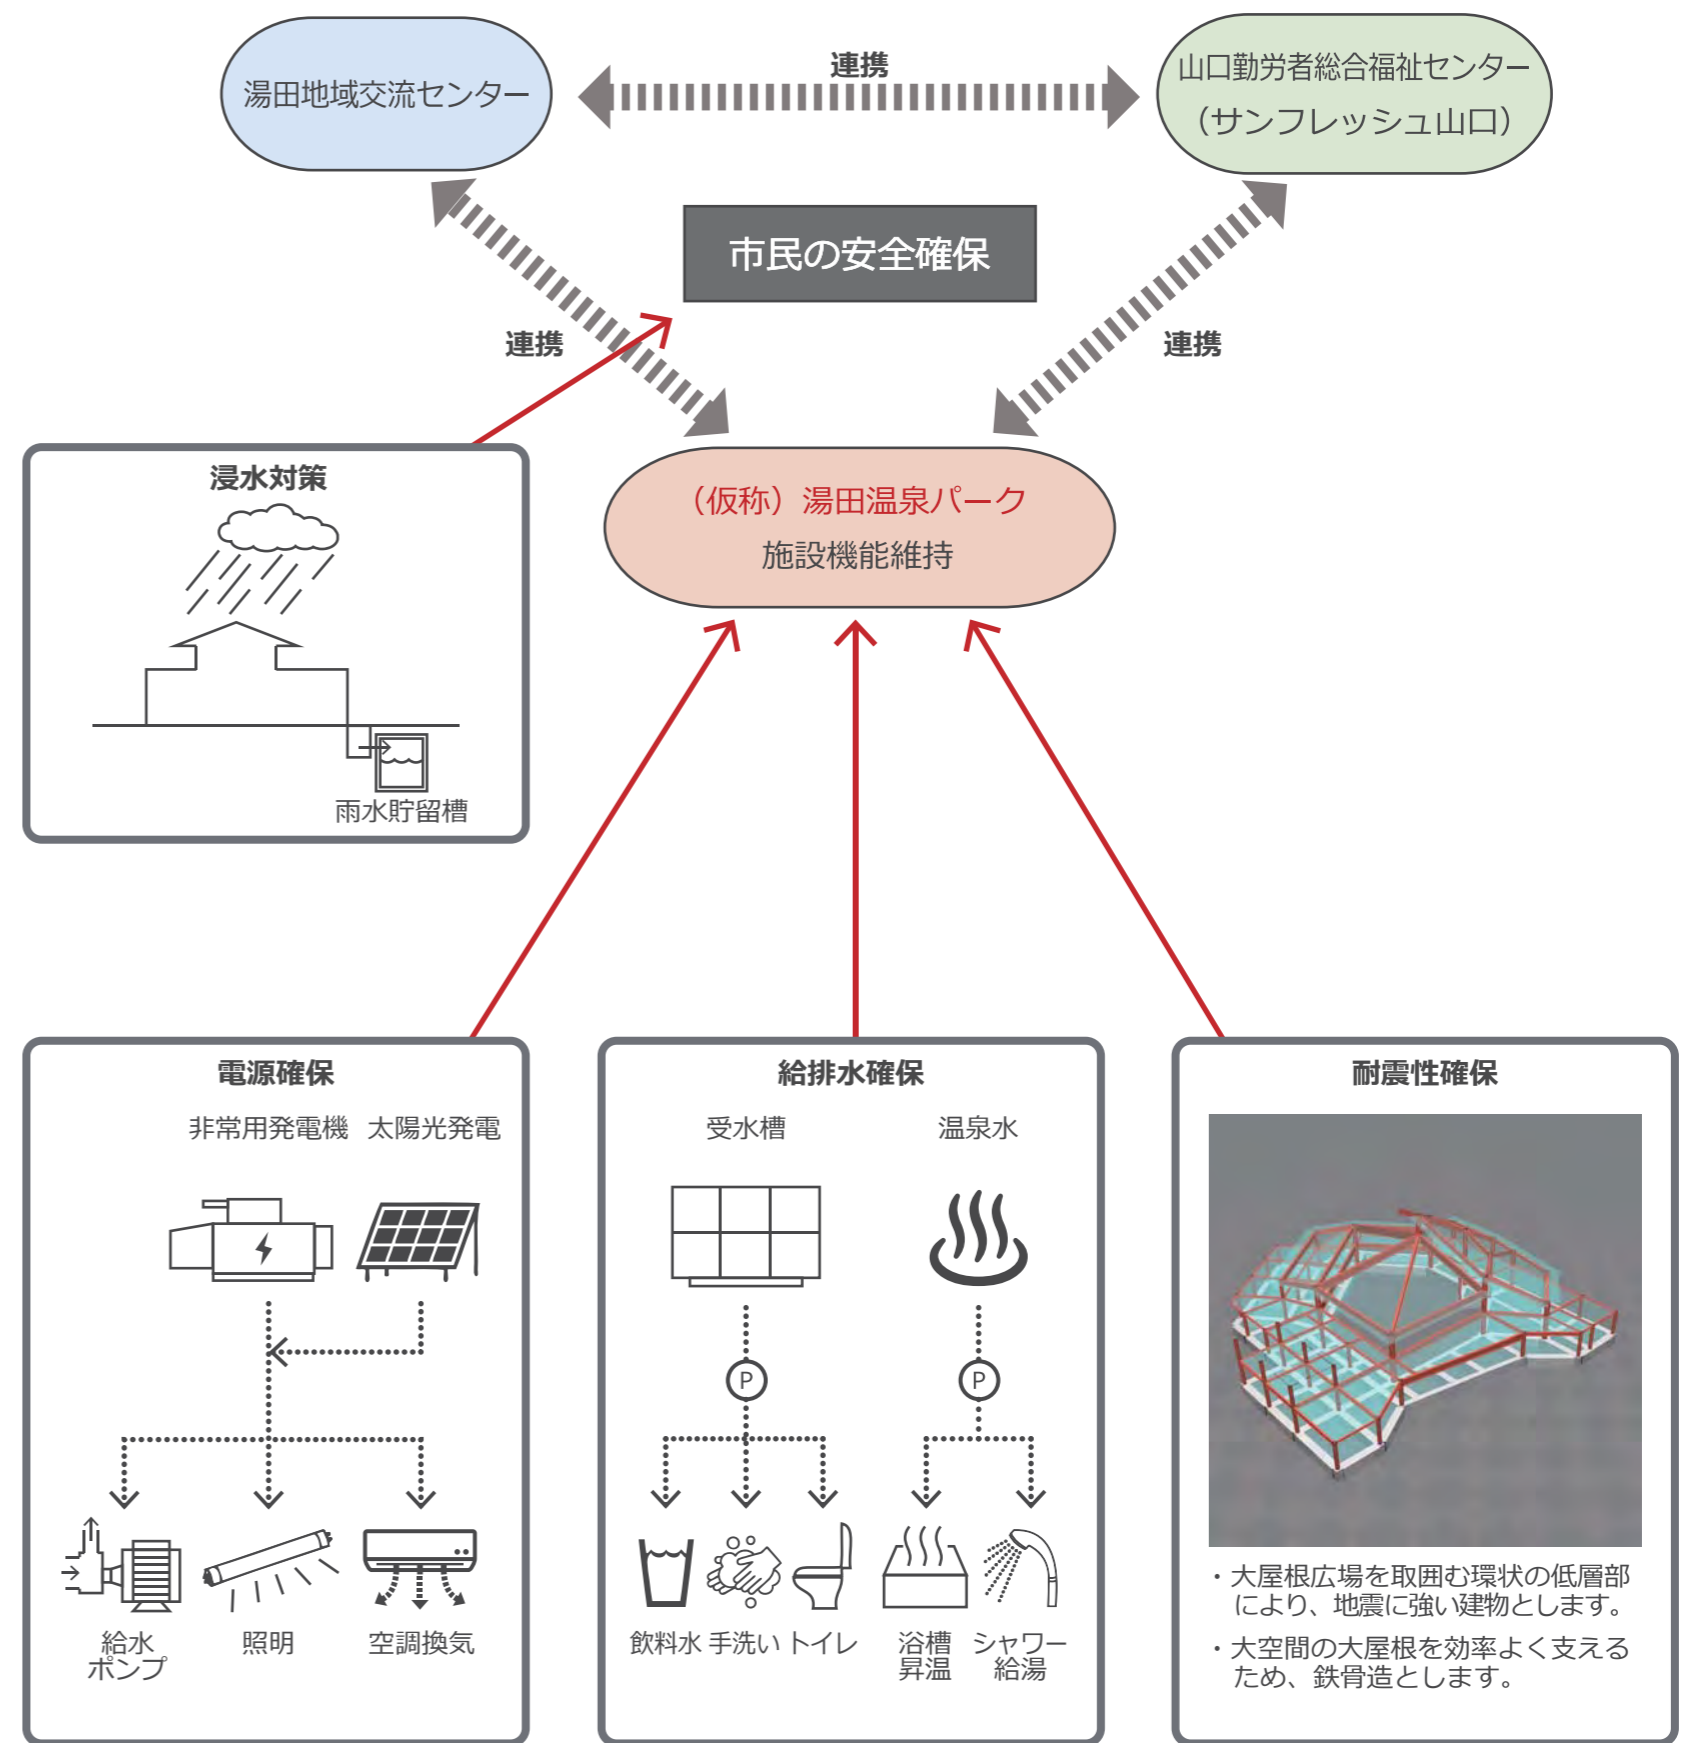 湯田地域交流センター
連携
山口勤労者総合福祉センター
（サンフレッシュ山口）
市民の安全確保
連携
連携
（仮称）湯田温泉パーク
施設機能維持
浸水対策
雨水貯留槽
電源確保
非常用発電機
太陽光発電
給水
ポンプ
照明
空調換気
給排水確保
受水槽
温泉水
P
P
飲料水
手洗い
トイレ
浴槽
昇温
シャワー
給湯
耐震性確保
・大屋根広場を取囲む環状の低層部
により、地震に強い建物とします。
・大空間の大屋根を効率よく支える
ため、鉄骨造とします。